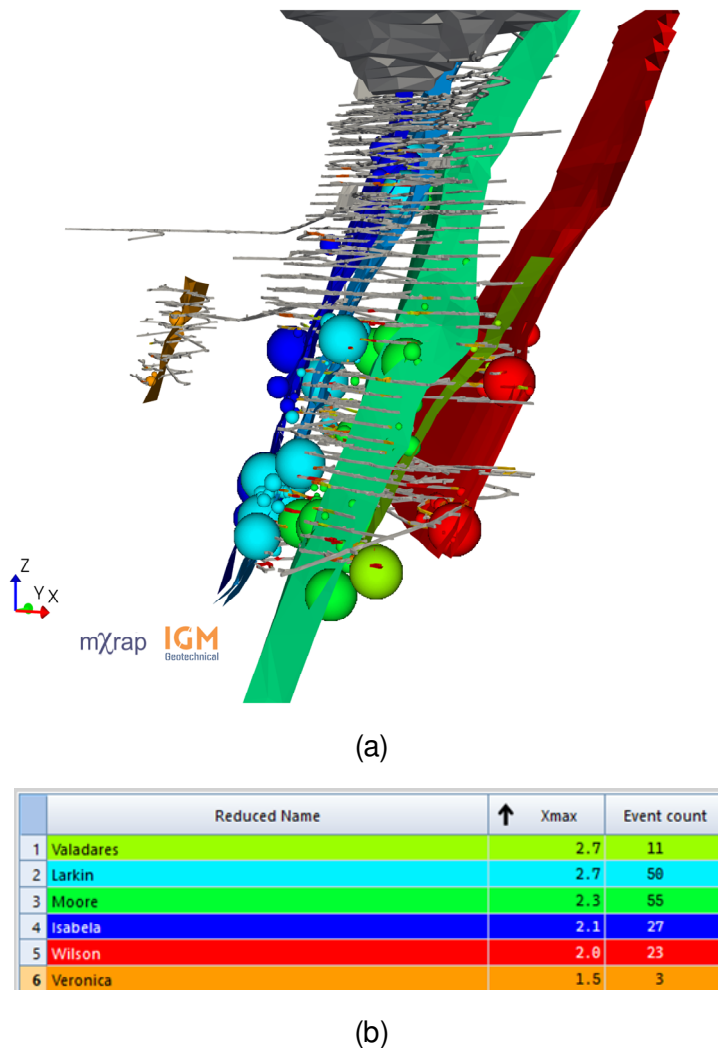 Z
Y X
mχrap IGM
Geotechnical
(a)
Reduced Name ↑ Xmax Event count
1 Valadares 2.7 11
2 Larkin 2.7 50
3 Moore 2.3 55
4 Isabela 2.1 27
5 Wilson 2.0 23
6 Veronica 1.5 3
(b)